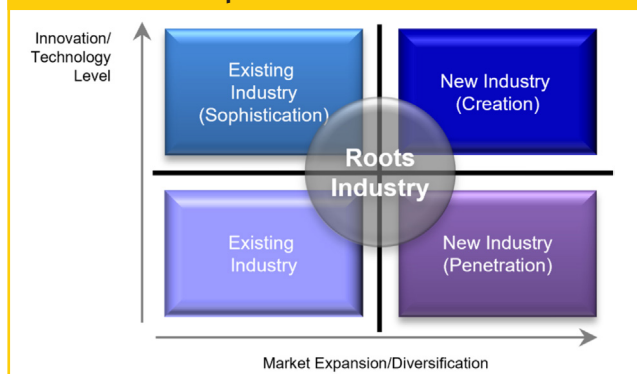 Innovation/
Technology
Level
Existing
Industry
(Sophistication)
New Industry
(Creation)
Roots
Industry
Existing
Industry
New Industry
(Penetration)
Market Expansion/Diversification